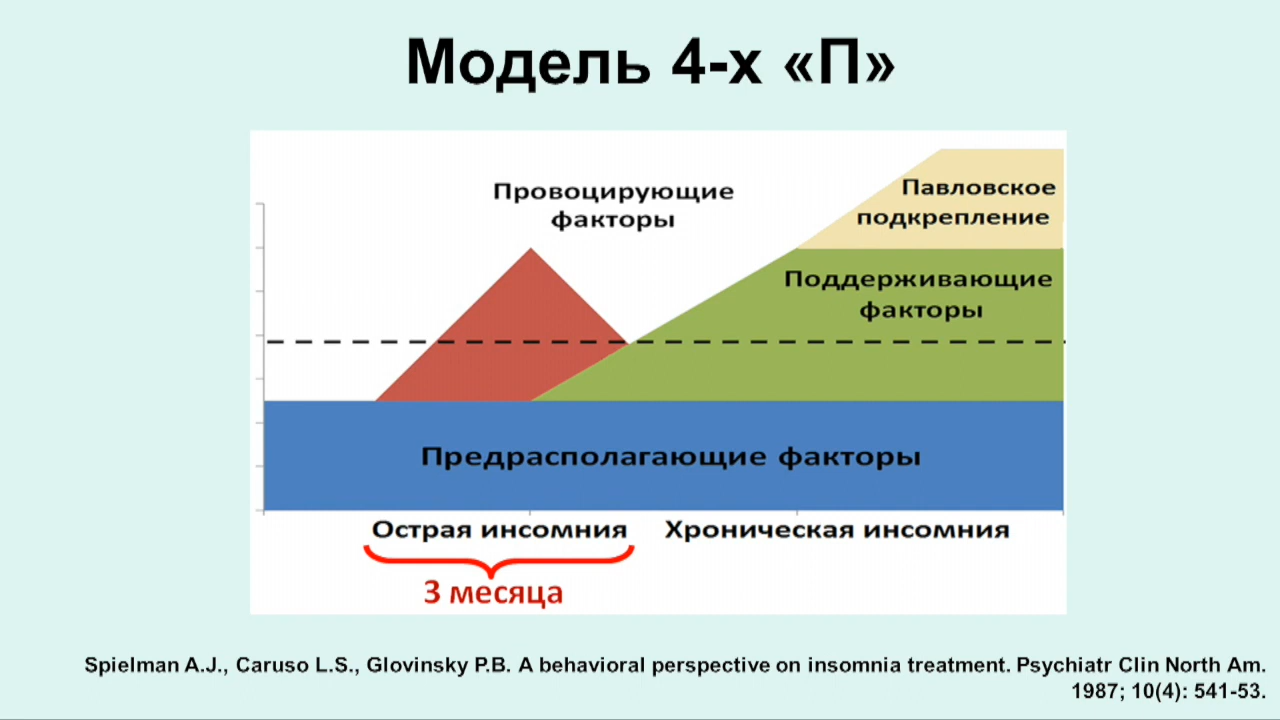 Модель 4-х «П»
Провоцирующие
факторы
Павловское
подкрепление
Поддерживающие
факторы
Предрасполагающие факторы
Острая инсомния
Хроническая инсомния
3 месяца
Spielman A.J., Caruso L.S., Glovinsky P.B. A behavioral perspective on insomnia treatment. Psychiatr Clin North Am.
1987; 10(4): 541-53.